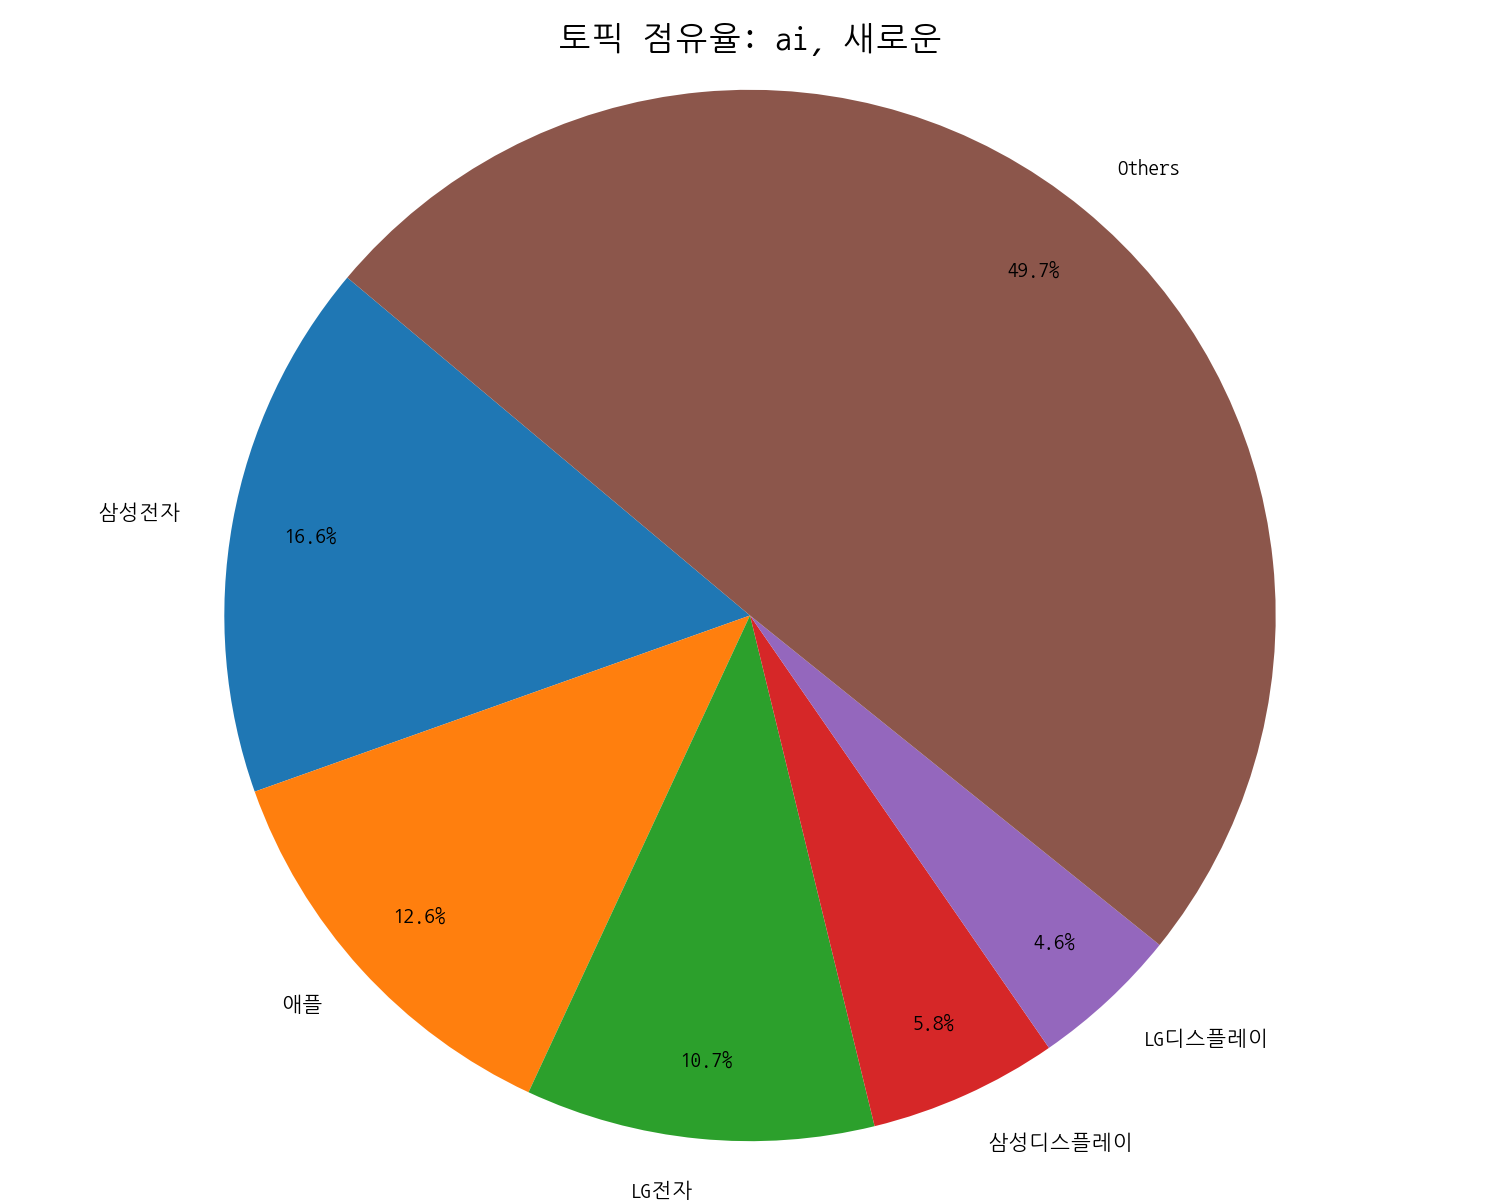 토픽 점유율: ai, 새로운
Others
49.7%
삼성전자
16.6%
애플
12.6%
LG전자
10.7%
삼성디스플레이
5.8%
LG디스플레이
4.6%